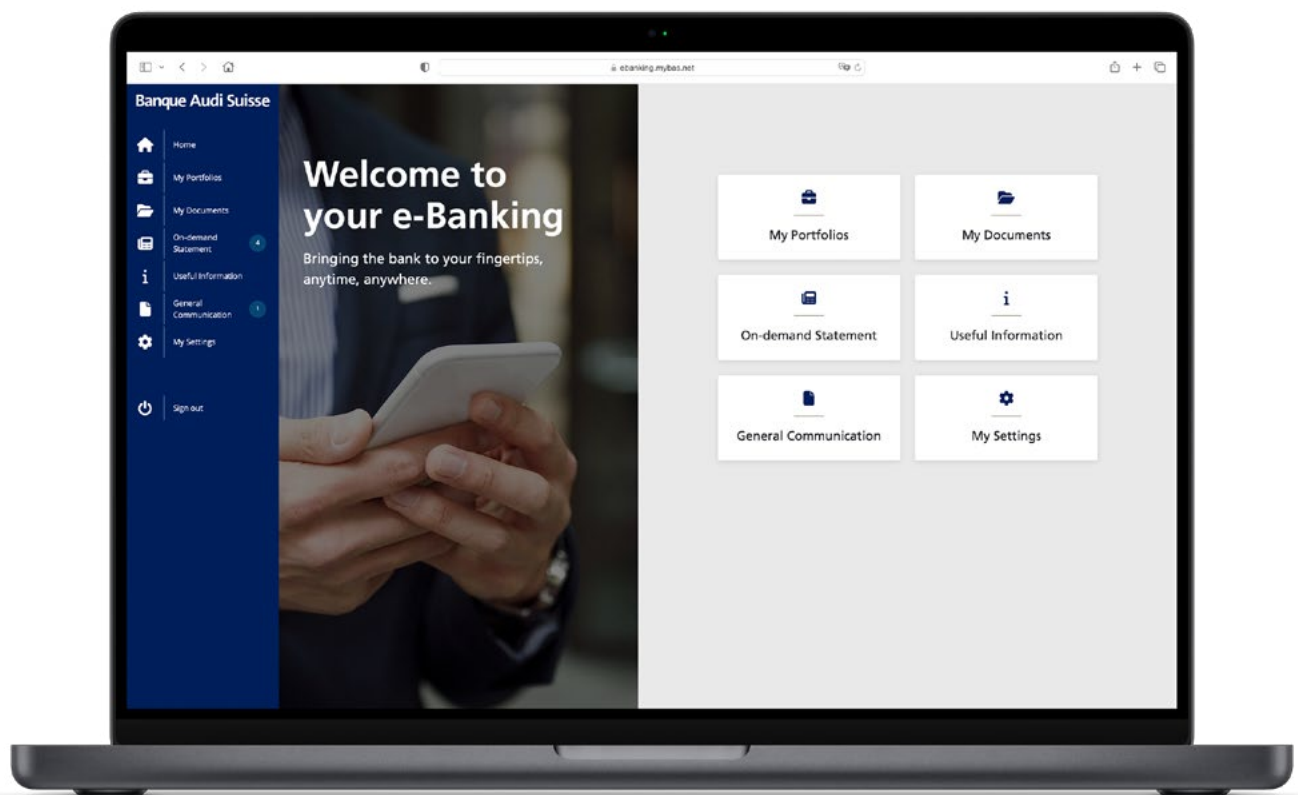 ebanking.mybas.net
Banque Audi Suisse
Home
My Portfolios
My Documents
On-demand
Statement
4
Useful Information
General
Communication
1
My Settings
Sign out
Welcome to
your e-Banking
Bringing the bank to your fingertips,
anytime, anywhere.
My Portfolios
My Documents
On-demand Statement
Useful Information
General Communication
My Settings